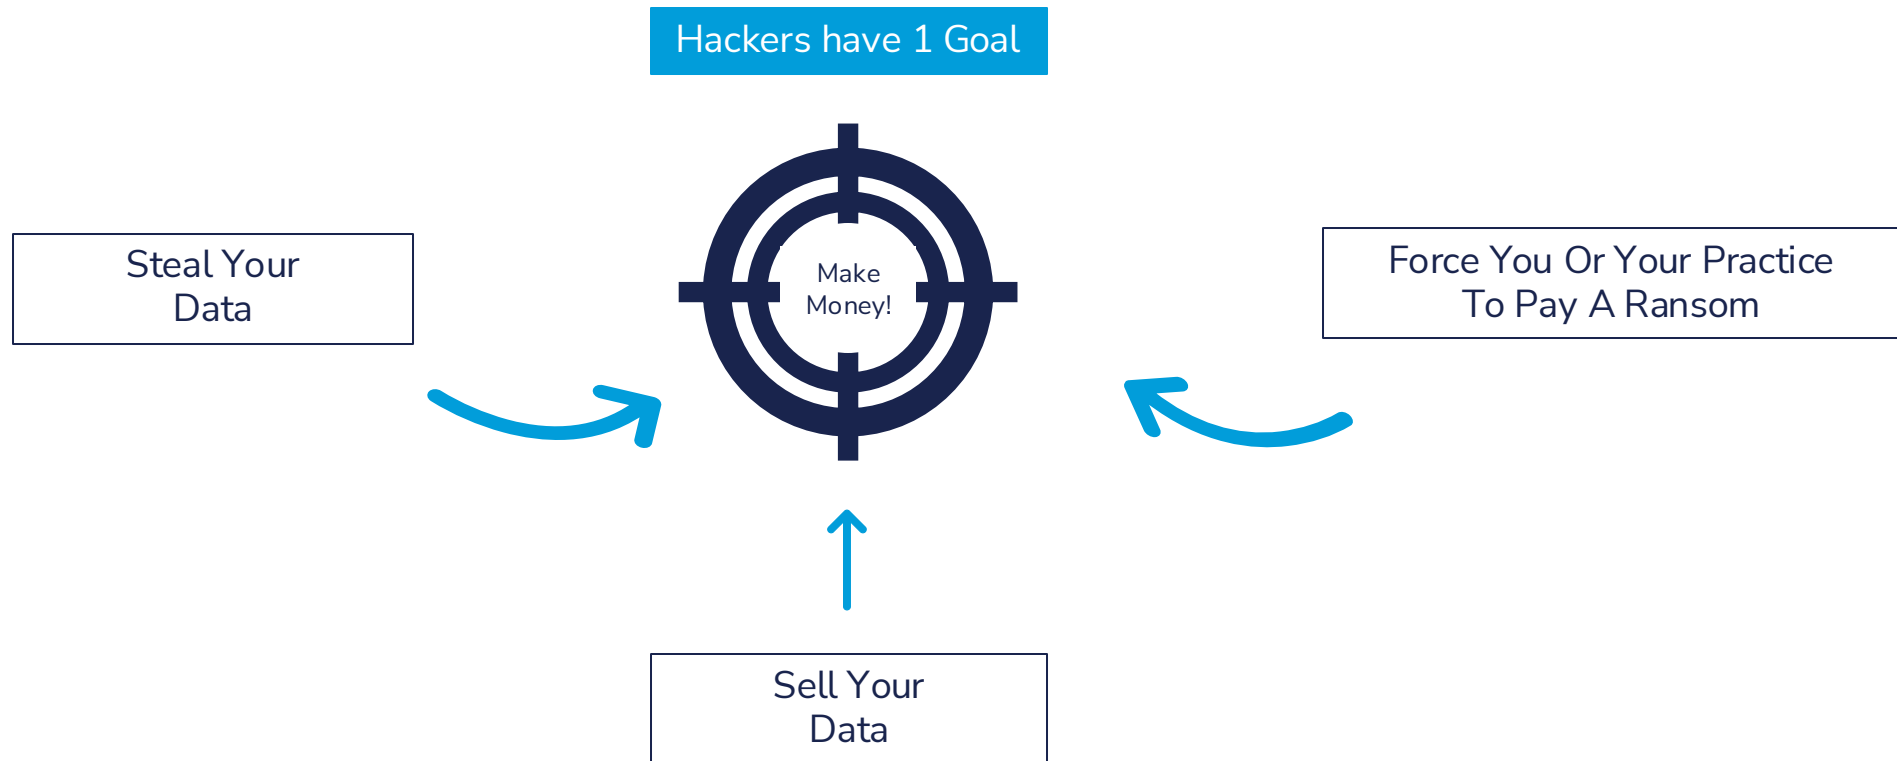 Hackers have 1 Goal
Steal Your
Data
Make
Money!
Force You Or Your Practice
To Pay A Ransom
Sell Your
Data